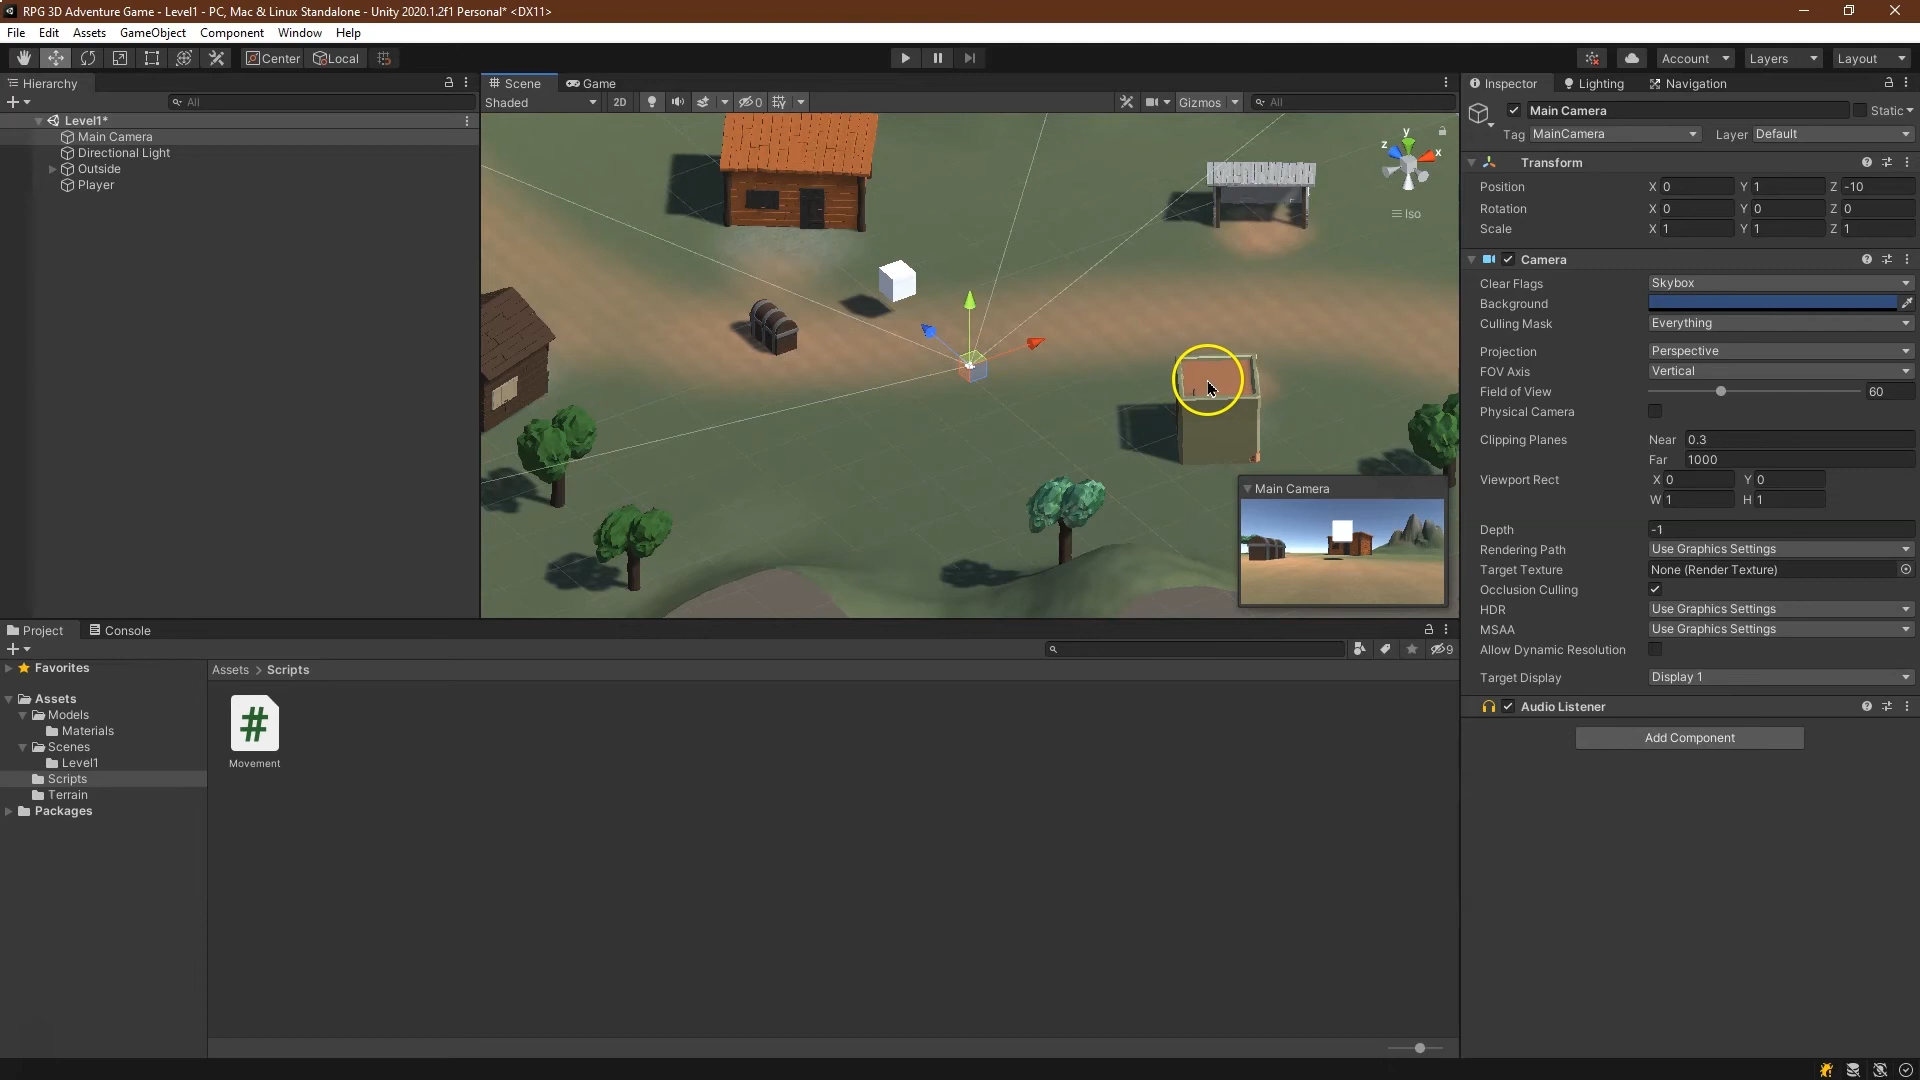 RPG 3D Adventure Game - Level1 - PC, Mac & Linux Standalone - Unity 2020.1.2f1 Personal* <DX11>
File Edit Assets GameObject Component Window Help
Center Local Account Layers Layout
Hierarchy
All
Level1*
Main Camera
Directional Light
Outside
Player
Scene Game
Shaded 2D 0 Gizmos All
y
z x
Iso
Main Camera
Inspector Lighting Navigation
Main Camera Static
Tag MainCamera Layer Default
Transform
Position X 0 Y 1 Z -10
Rotation X 0 Y 0 Z 0
Scale X 1 Y 1 Z 1
Camera
Clear Flags Skybox
Background
Culling Mask Everything
Projection Perspective
FOV Axis Vertical
Field of View 60
Physical Camera
Clipping Planes Near 0.3
Far 1000
Viewport Rect X 0 Y 0
W 1 H 1
Depth -1
Rendering Path Use Graphics Settings
Target Texture None (Render Texture)
Occlusion Culling
HDR Use Graphics Settings
MSAA Use Graphics Settings
Allow Dynamic Resolution
Target Display Display 1
Audio Listener
Add Component
Project Console
9
Favorites
Assets
Models
Materials
Scenes
Level1
Scripts
Terrain
Packages
Assets > Scripts
#
Movement